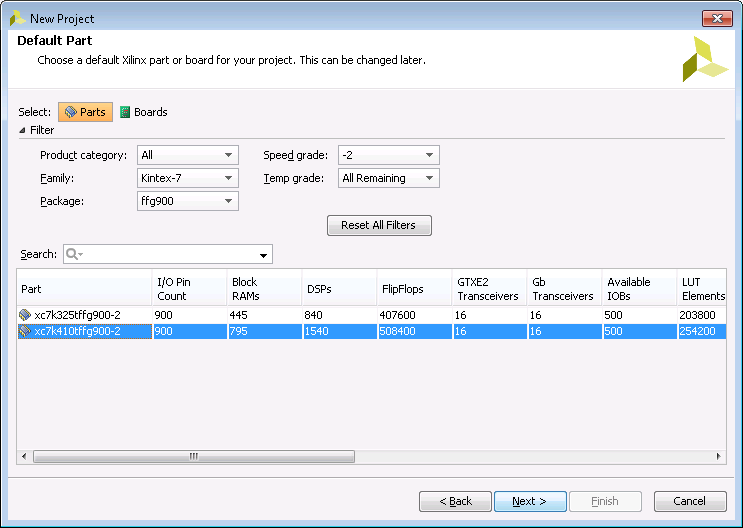 New Project
Default Part
Choose a default Xilinx part or board for your project. This can be changed later.
Select: Parts Boards
Filter
Product category: All Speed grade: -2
Family: Kintex-7 Temp grade: All Remaining
Package: ffg900
Reset All Filters
Search:
Part I/O Pin Count Block RAMs DSPs FlipFlops GTXE2 Transceivers Gb Transceivers Available IOBs LUT Elements
xc7k325tffg900-2 900 445 840 407600 16 16 500 203800
xc7k410tffg900-2 900 795 1540 508400 16 16 500 254200
< Back Next > Finish Cancel